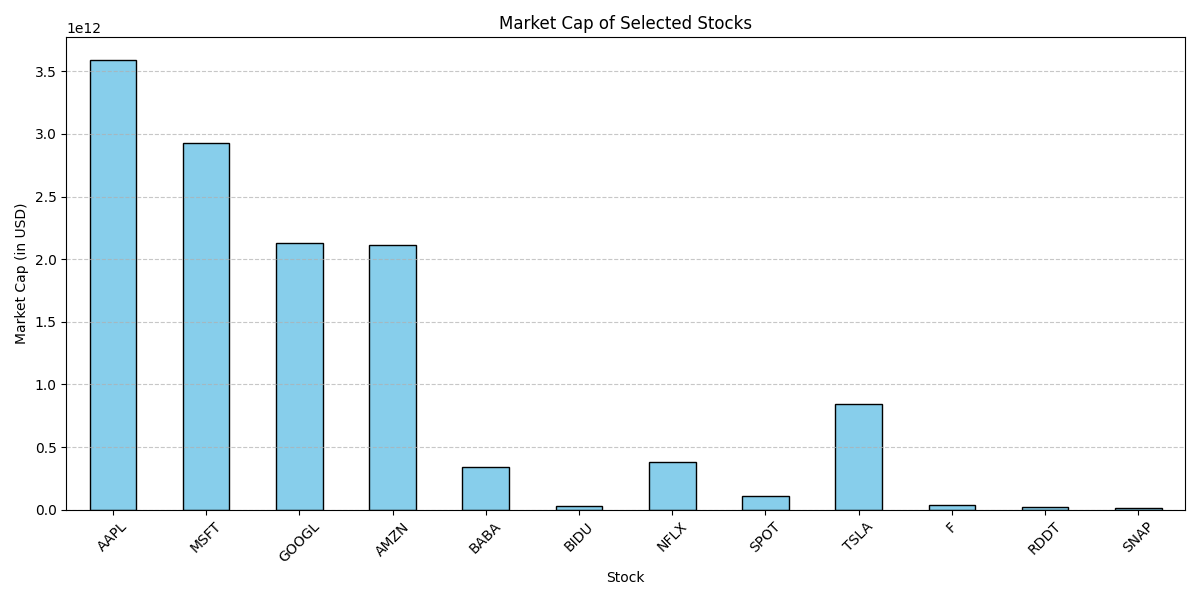 Market Cap of Selected Stocks
1e12
3.5
3.0
2.5
2.0
1.5
1.0
0.5
0.0
Market Cap (in USD)
AAPL
MSFT
GOOGL
AMZN
BABA
BIDU
NFLX
SPOT
TSLA
F
RDDT
SNAP
Stock